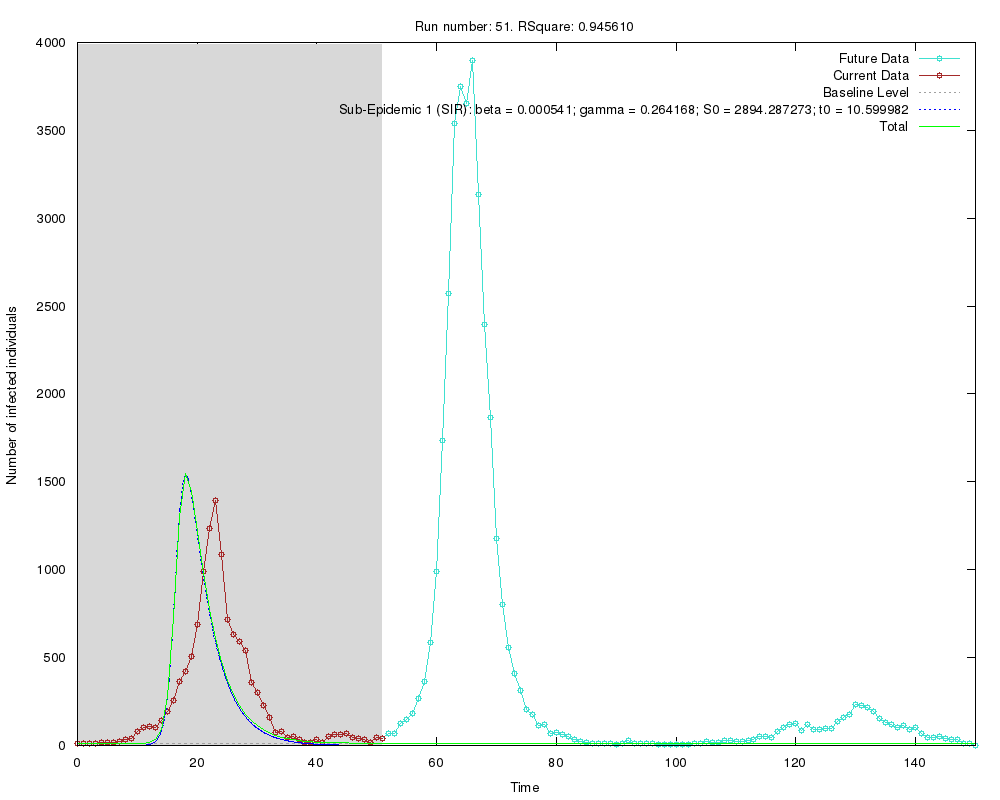 Run number: 51. RSquare: 0.945610
Future Data
Current Data
Baseline Level
Sub-Epidemic 1 (SIR): beta = 0.000541; gamma = 0.264168; S0 = 2894.287273; t0 = 10.599982
Total
Number of infected individuals
4000
3500
3000
2500
2000
1500
1000
500
0
0 20 40 60 80 100 120 140
Time